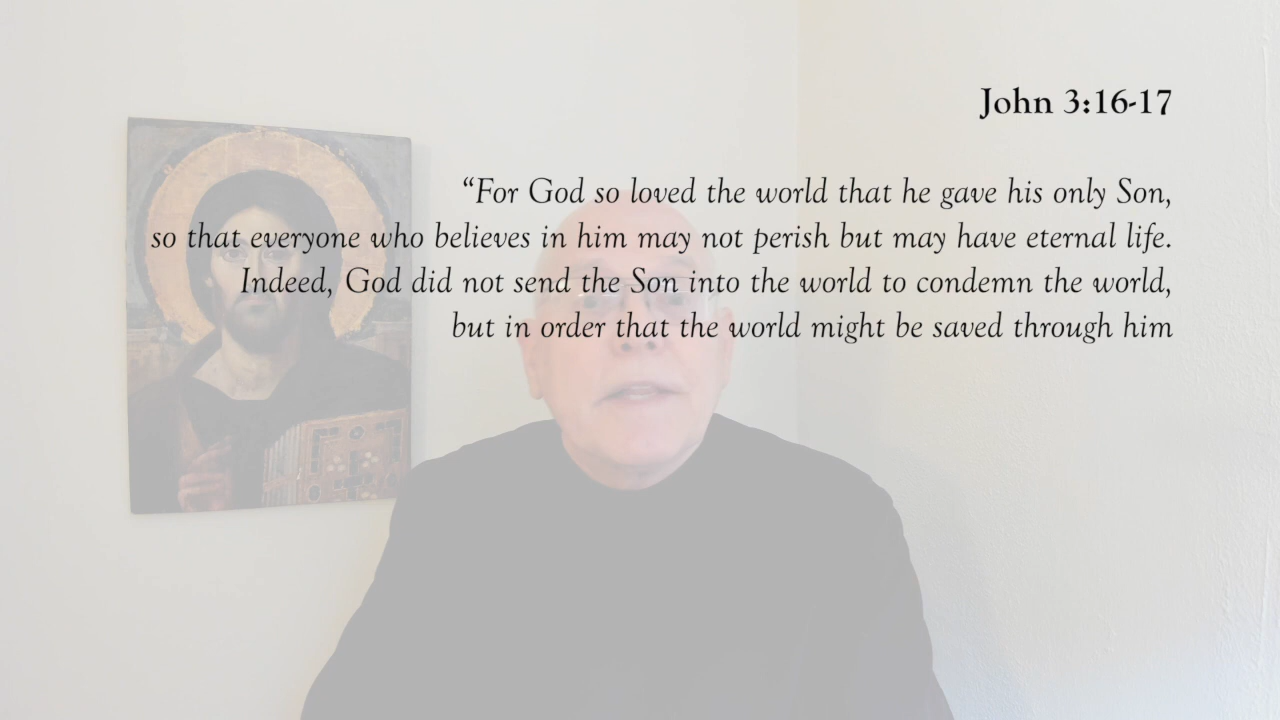 John 3:16-17
“For God so loved the world that he gave his only Son,
so that everyone who believes in him may not perish but may have eternal life.
Indeed, God did not send the Son into the world to condemn the world,
but in order that the world might be saved through him